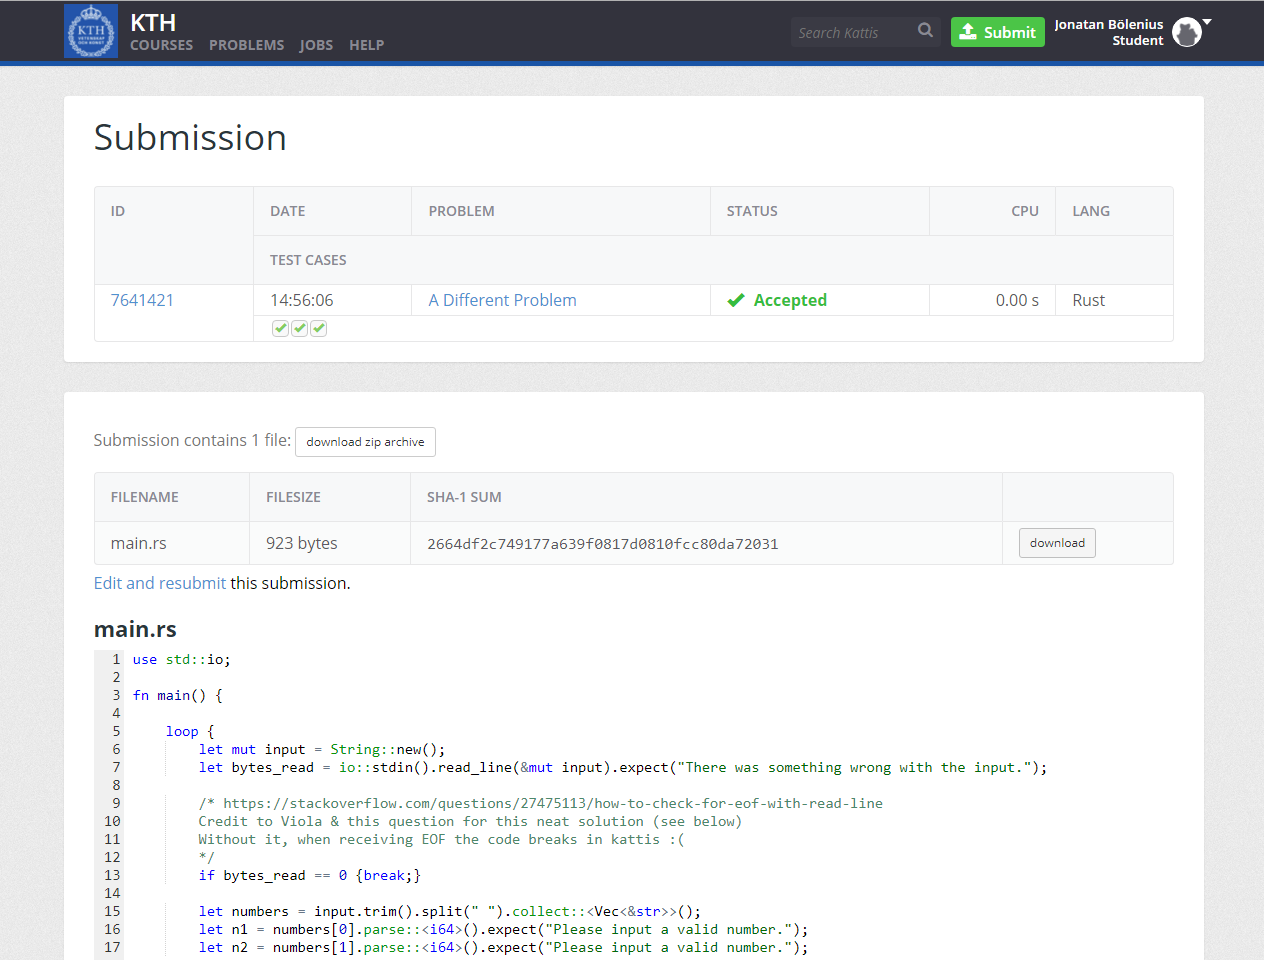 KTH
KTH
VETENSKAP
OCH KONST
COURSES PROBLEMS JOBS HELP
Search Kattis
Submit
Jonatan Bölenius
Student
Submission
ID DATE PROBLEM STATUS CPU LANG
TEST CASES
7641421 14:56:06 A Different Problem Accepted 0.00 s Rust
Submission contains 1 file: download zip archive
FILENAME FILESIZE SHA-1 SUM
main.rs 923 bytes 2664df2c749177a639f0817d0810fcc80da72031 download
Edit and resubmit this submission.
main.rs
1 use std::io;
2
3 fn main() {
4
5     loop {
6         let mut input = String::new();
7         let bytes_read = io::stdin().read_line(&mut input).expect("There was something wrong with the input.");
8
9         /* https://stackoverflow.com/questions/27475113/how-to-check-for-eof-with-read-line
10         Credit to Viola & this question for this neat solution (see below)
11         Without it, when receiving EOF the code breaks in kattis :(
12         */
13         if bytes_read == 0 {break;}
14
15         let numbers = input.trim().split(" ").collect::<Vec<&str>>();
16         let n1 = numbers[0].parse::<i64>().expect("Please input a valid number.");
17         let n2 = numbers[1].parse::<i64>().expect("Please input a valid number.");